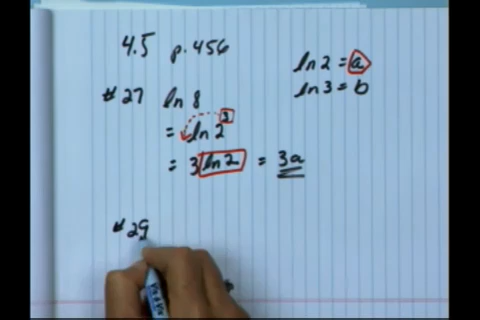 4.5 p.456
ln 2 = a
ln 3 = b
#27 ln 8
= ln 2^3
= 3 ln 2 = 3a
#29